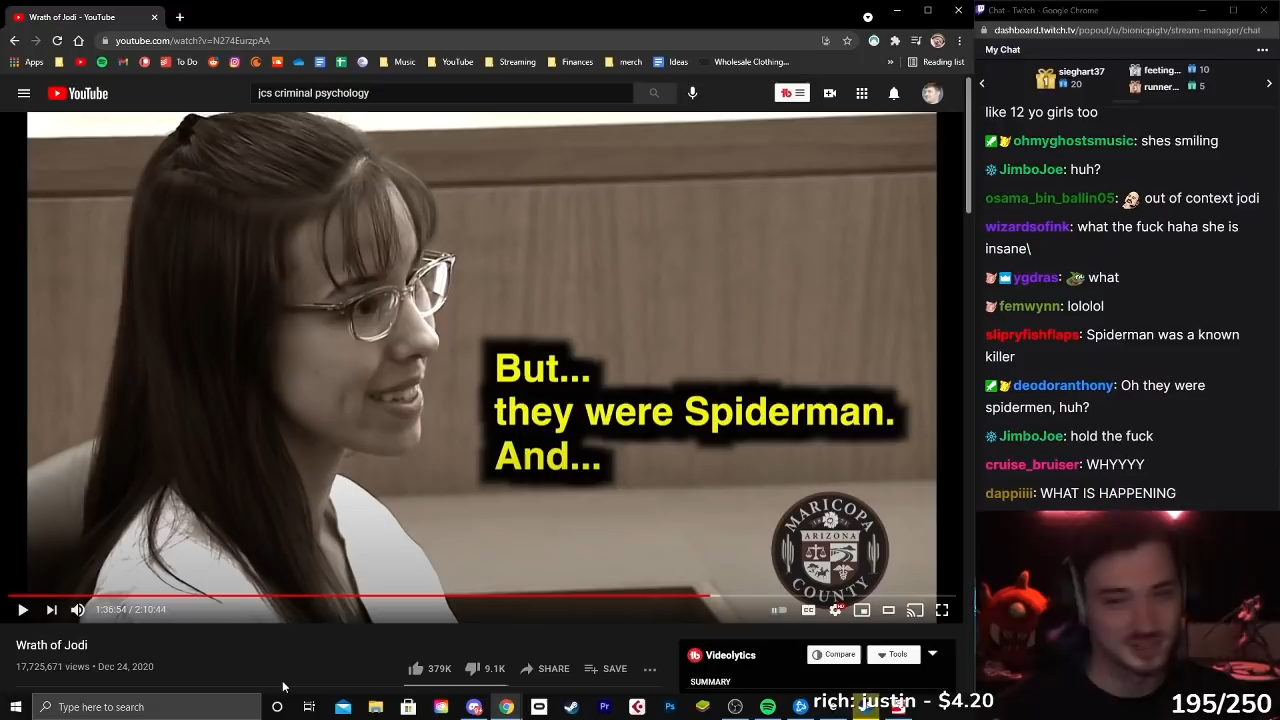 Wrath of Jodi - YouTube
youtube.com/watch?v=N274EurzpAA
Apps
To Do
Music
YouTube
Streaming
Finances
merch
Ideas
Wholesale Clothing...
Reading list
YouTube
jcs criminal psychology
But...
they were Spiderman.
And...
MARICOPA
ARIZONA
COUNTY
1:36:54 / 2:10:44
CC
HD
Wrath of Jodi
17,725,671 views • Dec 24, 2020
379K
9.1K
SHARE
SAVE
Videolytics
Compare
Tools
SUMMARY
Type here to search
Chat - Twitch - Google Chrome
dashboard.twitch.tv/popout/u/bionicpigtv/stream-manager/chat
My Chat
1
sieghart37
20
feeting... 10
runner... 5
like 12 yo girls too
ohmyghostsmusic: shes smiling
JimboJoe: huh?
osama_bin_ballin05: out of context jodi
wizardsofink: what the fuck haha she is
insane\
ygdras: what
femwynn: lololol
slipryfishflaps: Spiderman was a known
killer
deodoranthony: Oh they were
spidermen, huh?
JimboJoe: hold the fuck
cruise_bruiser: WHYYYY
dappiiii: WHAT IS HAPPENING
rich: justin - $4.20
195/250